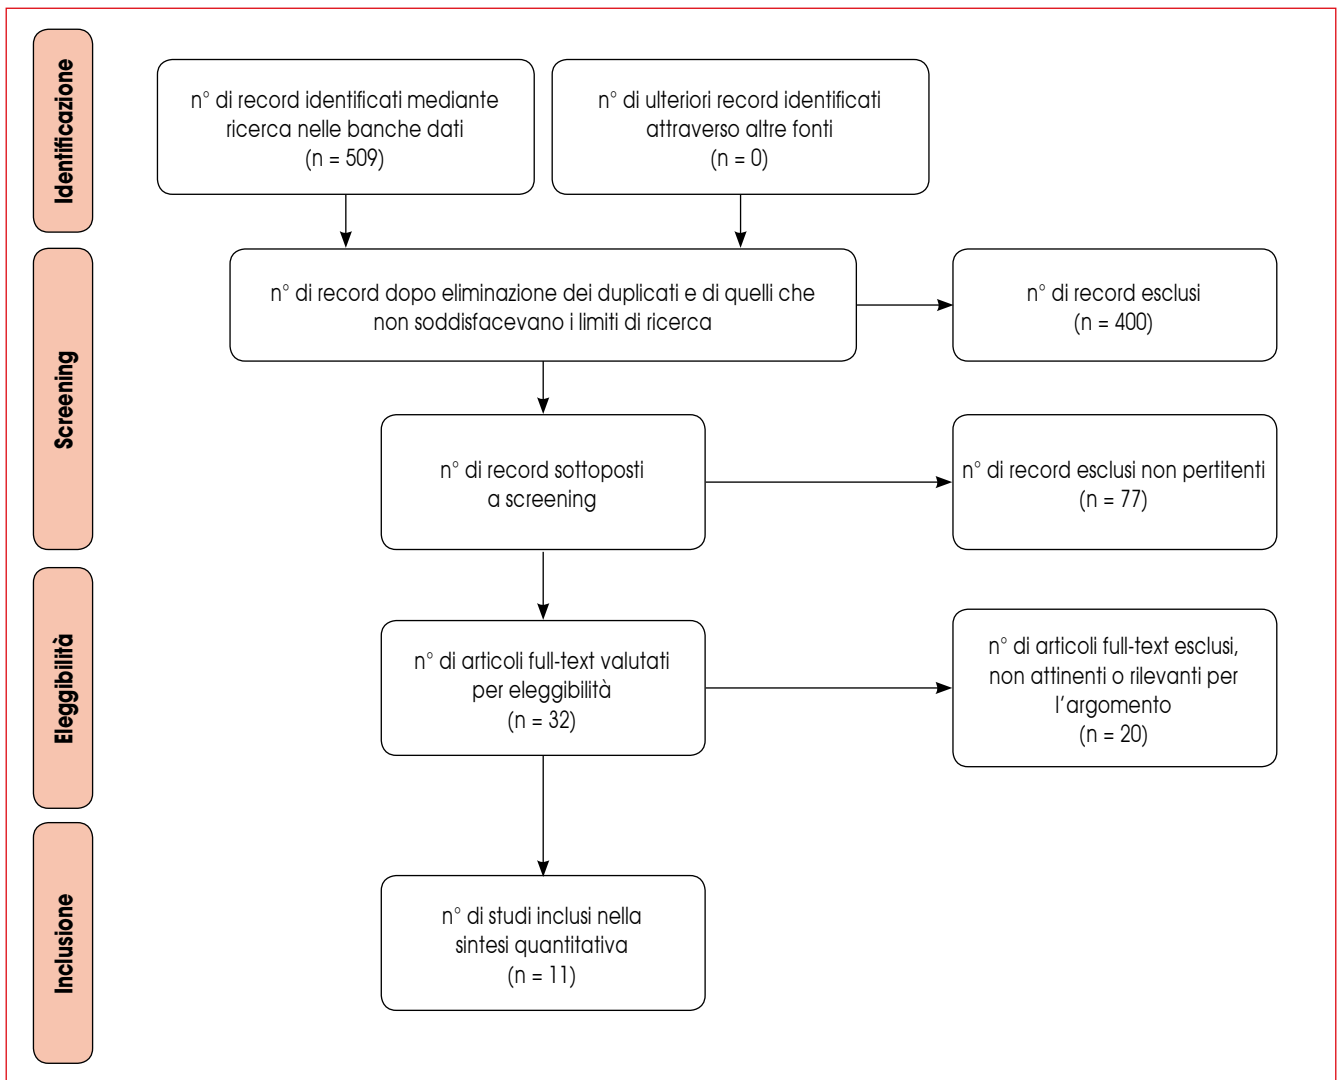 Identificazione
n° di record identificati mediante
ricerca nelle banche dati
(n = 509)
n° di ulteriori record identificati
attraverso altre fonti
(n = 0)
Screening
n° di record dopo eliminazione dei duplicati e di quelli che
non soddisfacevano i limiti di ricerca
n° di record esclusi
(n = 400)
n° di record sottoposti
a screening
n° di record esclusi non pertitenti
(n = 77)
Eleggibilità
n° di articoli full-text valutati
per eleggibilità
(n = 32)
n° di articoli full-text esclusi,
non attinenti o rilevanti per
l'argomento
(n = 20)
Inclusione
n° di studi inclusi nella
sintesi quantitativa
(n = 11)